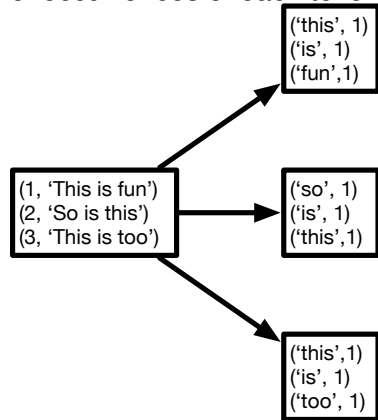 ('this', 1)
('is', 1)
('fun',1)
(1, 'This is fun')
(2, 'So is this')
(3, 'This is too')
('so', 1)
('is', 1)
('this',1)
('this',1)
('is', 1)
('too', 1)